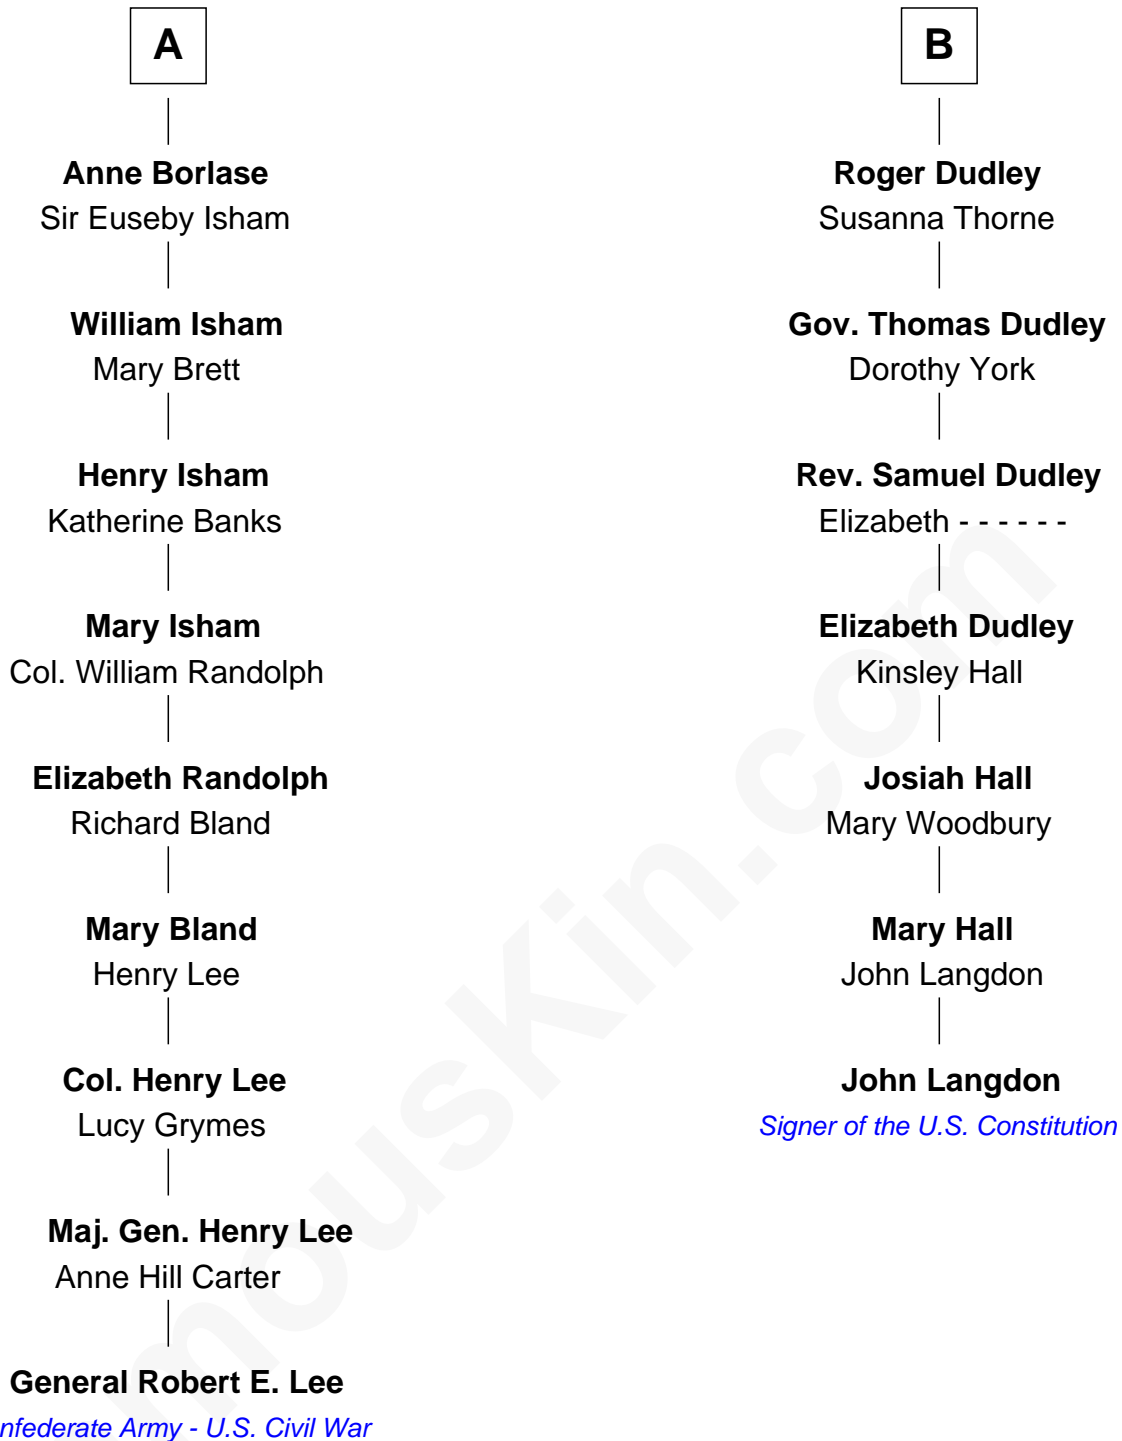 A
Anne Borlase
Sir Euseby Isham
William Isham
Mary Brett
Henry Isham
Katherine Banks
Mary Isham
Col. William Randolph
Elizabeth Randolph
Richard Bland
Mary Bland
Henry Lee
Col. Henry Lee
Lucy Grymes
Maj. Gen. Henry Lee
Anne Hill Carter
General Robert E. Lee
nfederate Army - U.S. Civil War
B
Roger Dudley
Susanna Thorne
Gov. Thomas Dudley
Dorothy York
Rev. Samuel Dudley
Elizabeth - - - - - -
Elizabeth Dudley
Kinsley Hall
Josiah Hall
Mary Woodbury
Mary Hall
John Langdon
John Langdon
Signer of the U.S. Constitution
mousKin.com